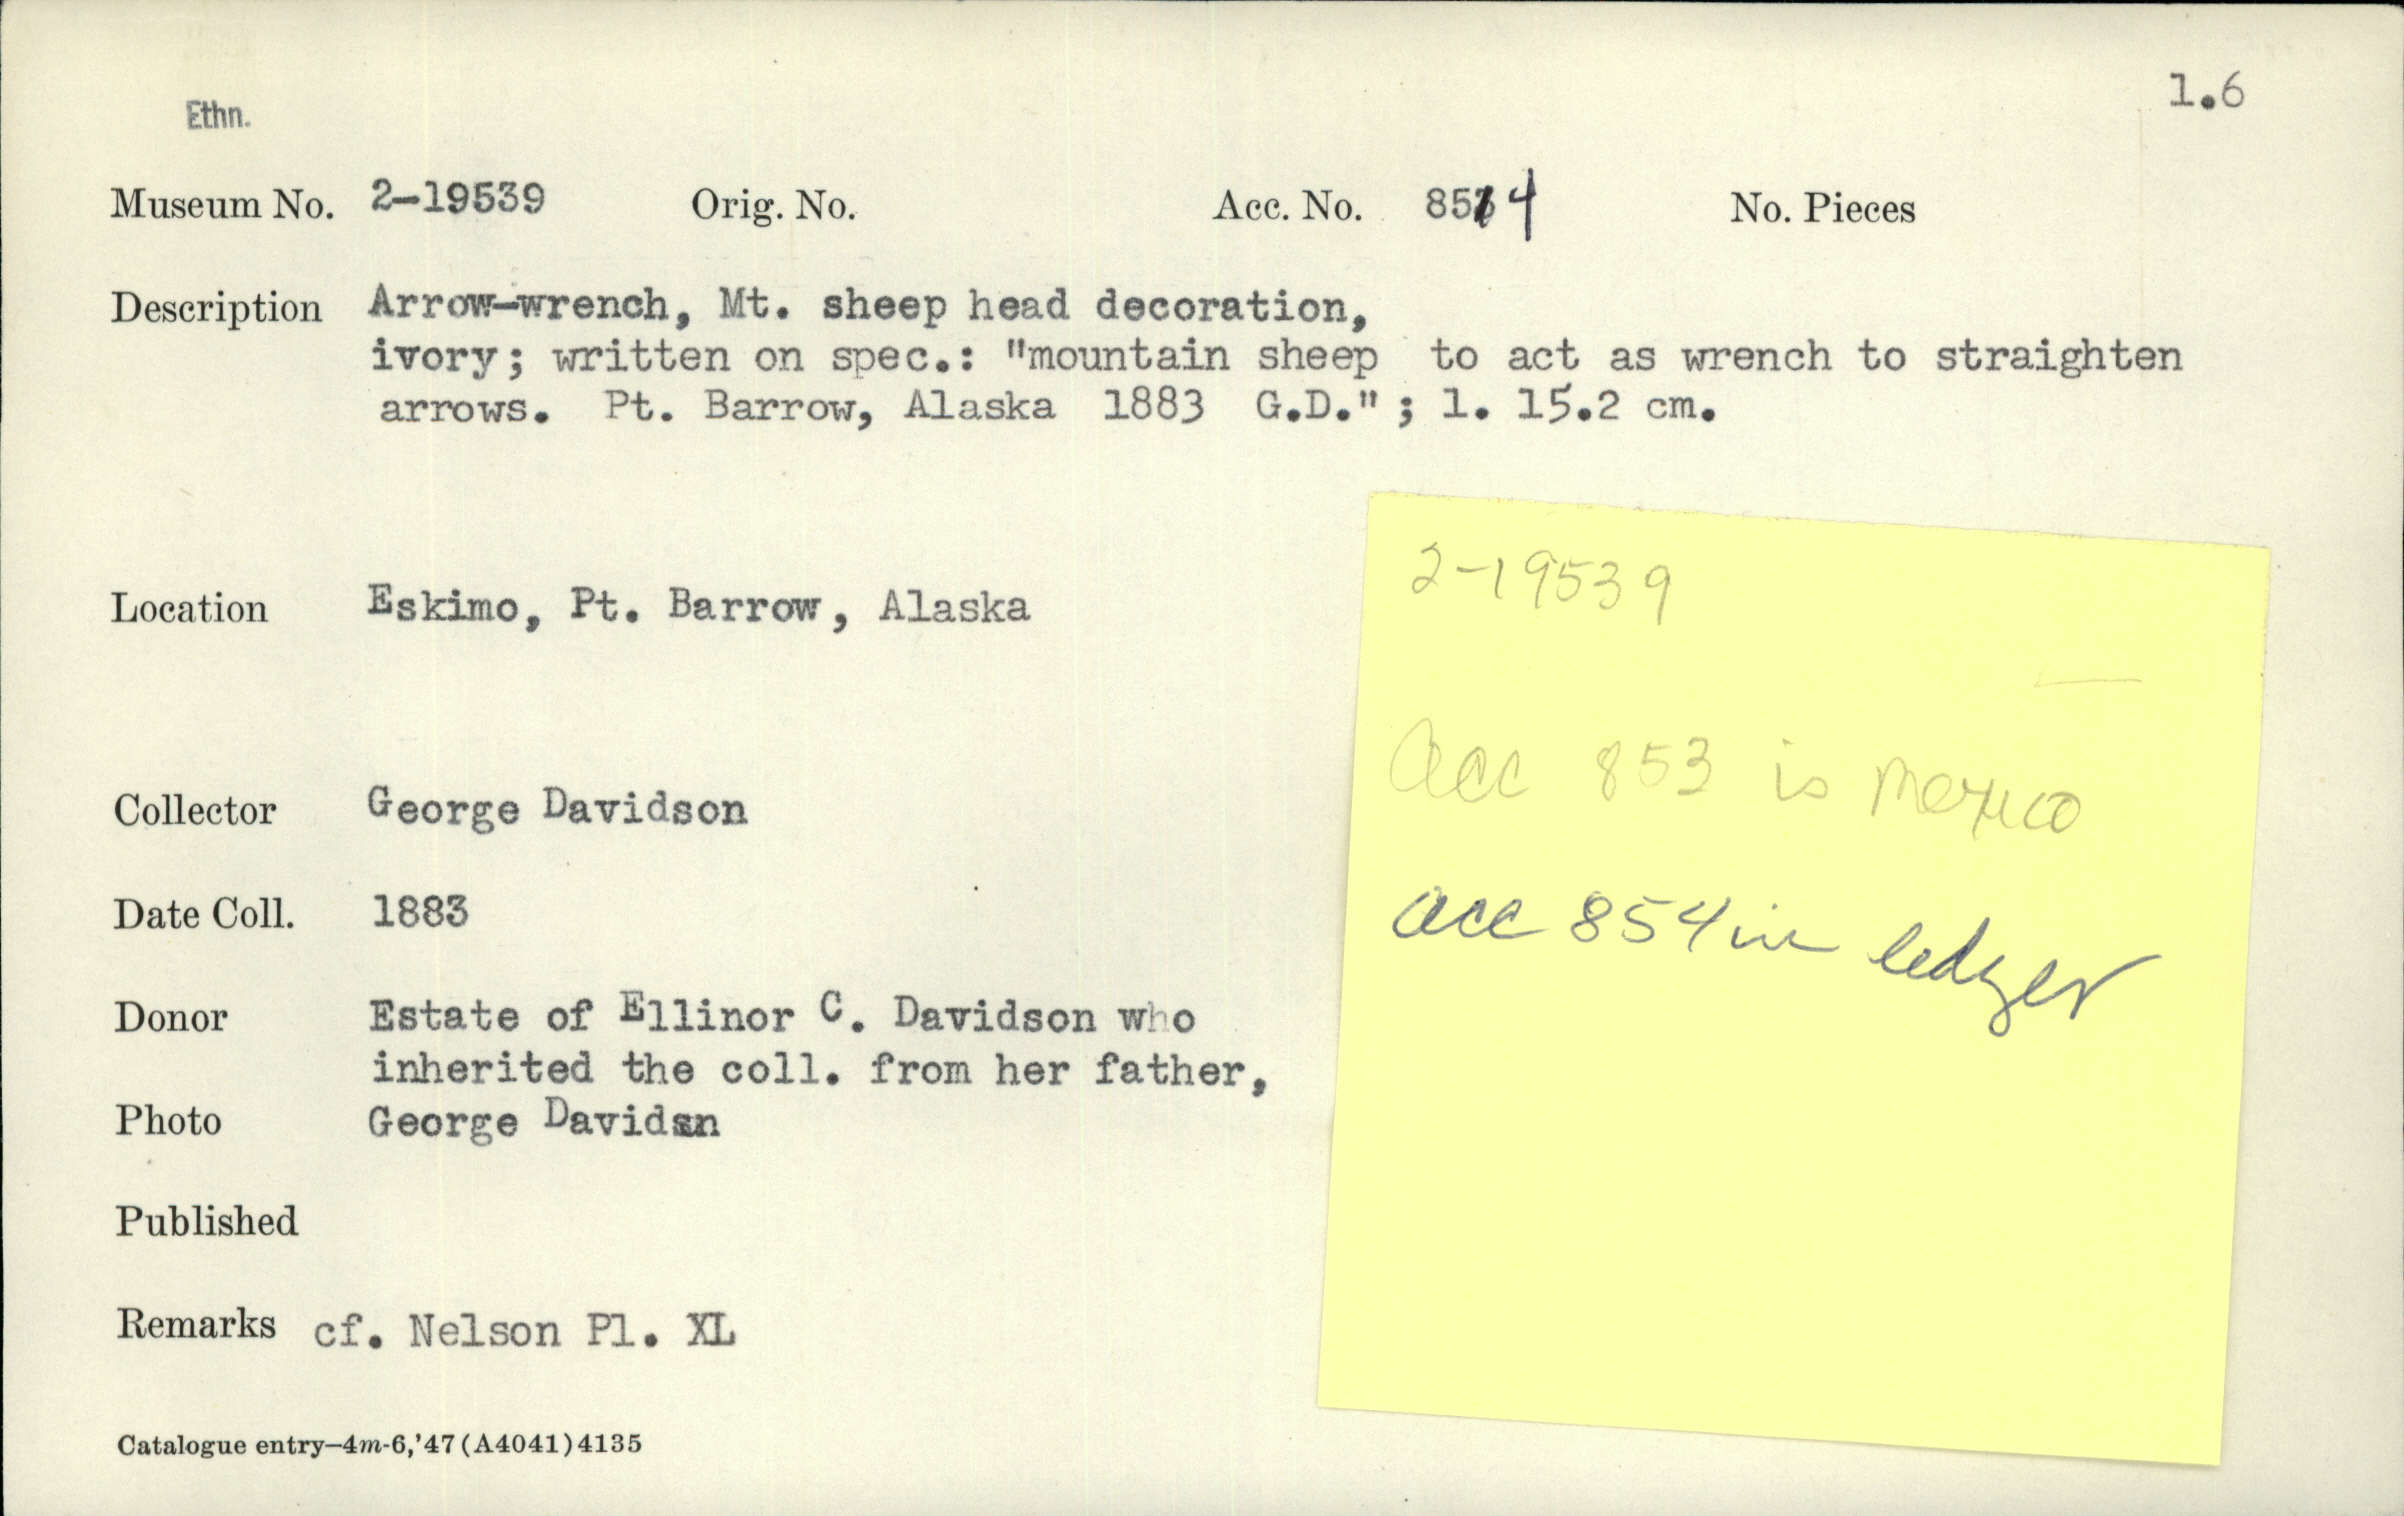 Ethn.
1.6
Museum No. 2-19539 Orig. No. Acc. No. 8534 No. Pieces
Description Arrow-wrench, Mt. sheep head decoration,
ivory; written on spec.: "mountain sheep to act as wrench to straighten
arrows. Pt. Barrow, Alaska 1883 G.D."; l. 15.2 cm.
Location Eskimo, Pt. Barrow, Alaska
Collector George Davidson
Date Coll. 1883
Donor Estate of Ellinor C. Davidson who
inherited the coll. from her father,
Photo George Davidsn
Published
Remarks cf. Nelson Pl. XL
Catalogue entry—4m-6,'47(A4041)4135
2-19539
Acc 853 is Mexico
Acc 854 in ledger